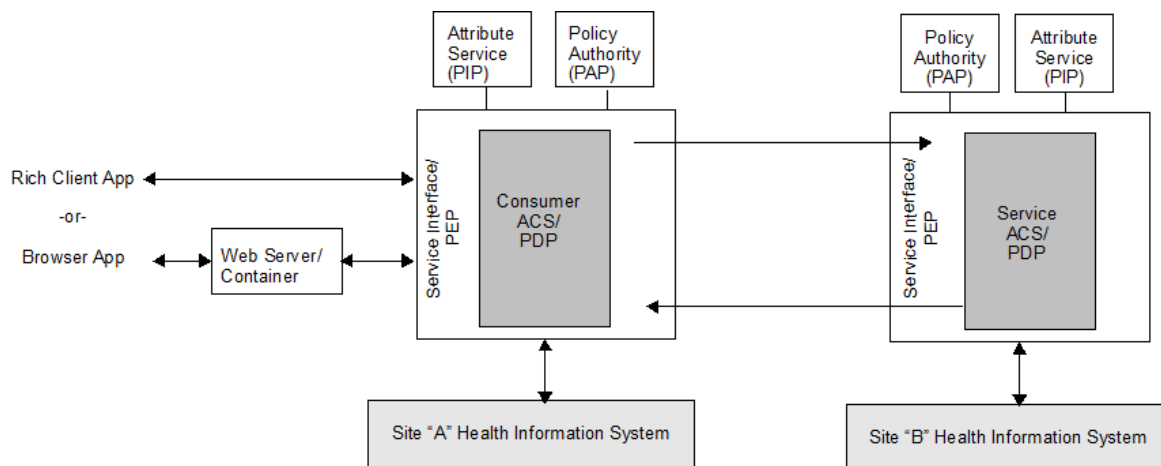 Attribute
Service
(PIP)
Policy
Authority
(PAP)
Policy
Authority
(PAP)
Attribute
Service
(PIP)
Rich Client App
-or-
Browser App
Web Server/
Container
Service Interface/
PEP
Consumer
ACS/
PDP
Service Interface/
PEP
Service
ACS/
PDP
Site “A” Health Information System
Site “B” Health Information System